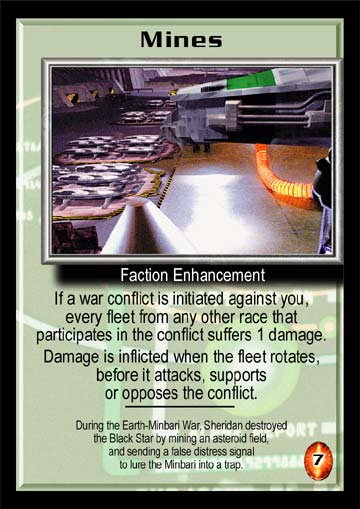 Mines
Faction Enhancement
If a war conflict is initiated against you,
every fleet from any other race that
participates in the conflict suffers 1 damage.
Damage is inflicted when the fleet rotates,
before it attacks, supports
or opposes the conflict.
During the Earth-Minbari War, Sheridan destroyed
the Black Star by mining an asteroid field,
and sending a false distress signal
to lure the Minbari into a trap.
7